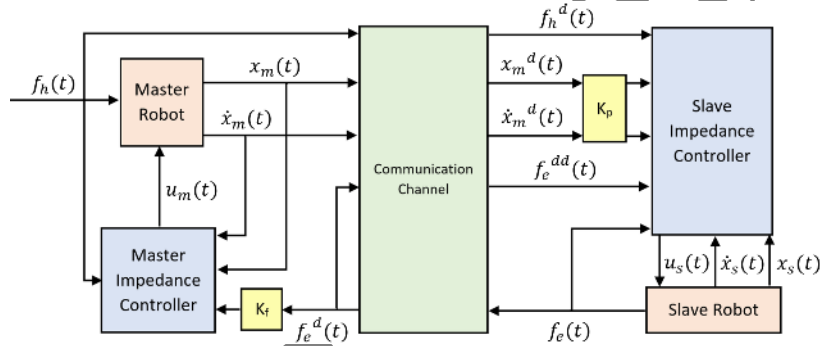 f_h^d(t)
x_m(t)
x_m^d(t)
f_h(t)
Master
Robot
K_p
Slave
Impedance
Controller
ẋ_m(t)
ẋ_m^d(t)
Communication
Channel
f_e^{dd}(t)
u_m(t)
Master
Impedance
Controller
u_s(t)
ẋ_s(t)
x_s(t)
K_f
Slave Robot
f_e^d(t)
f_e(t)